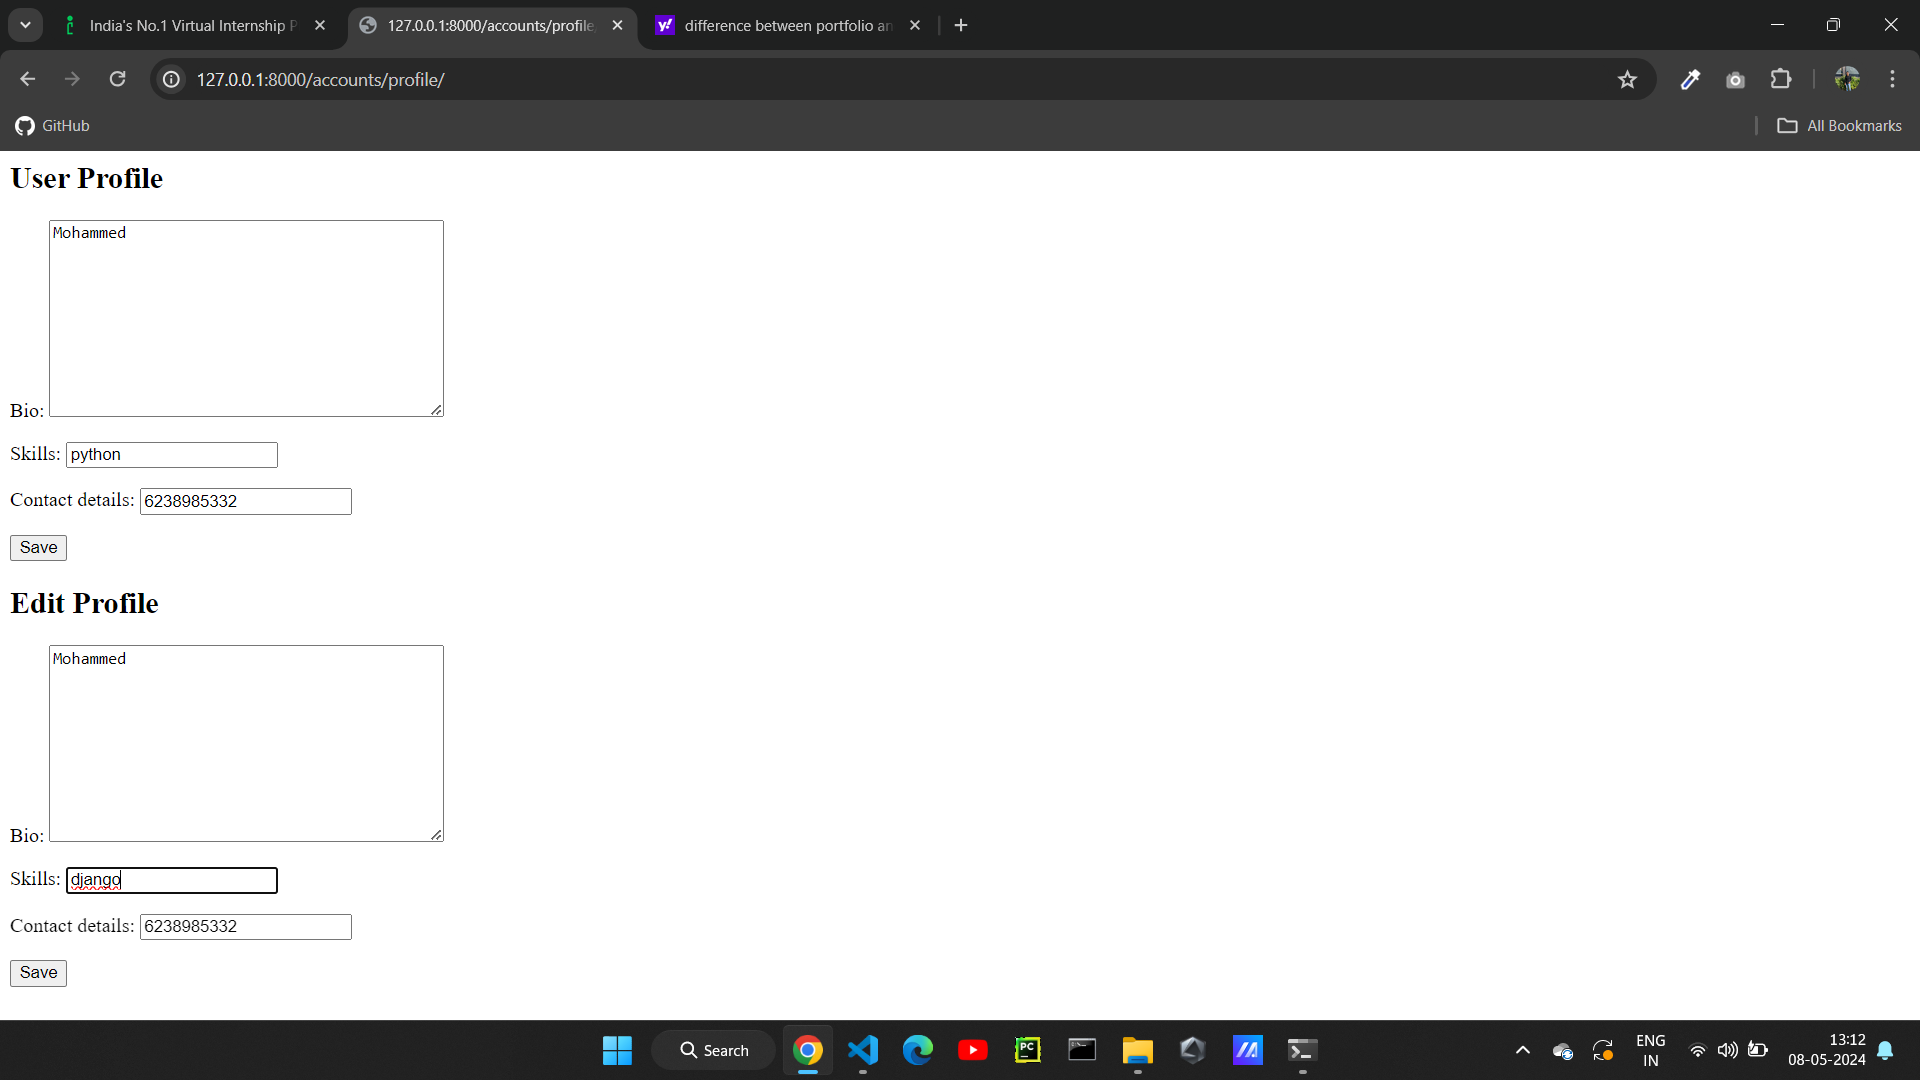 India's No.1 Virtual Internship P
127.0.0.1:8000/accounts/profile/
difference between portfolio an
127.0.0.1:8000/accounts/profile/
GitHub
All Bookmarks
User Profile
Mohammed
Bio:
Skills: python
Contact details: 6238985332
Save
Edit Profile
Mohammed
Bio:
Skills: django
Contact details: 6238985332
Save
Search
PC
ENG
IN
13:12
08-05-2024